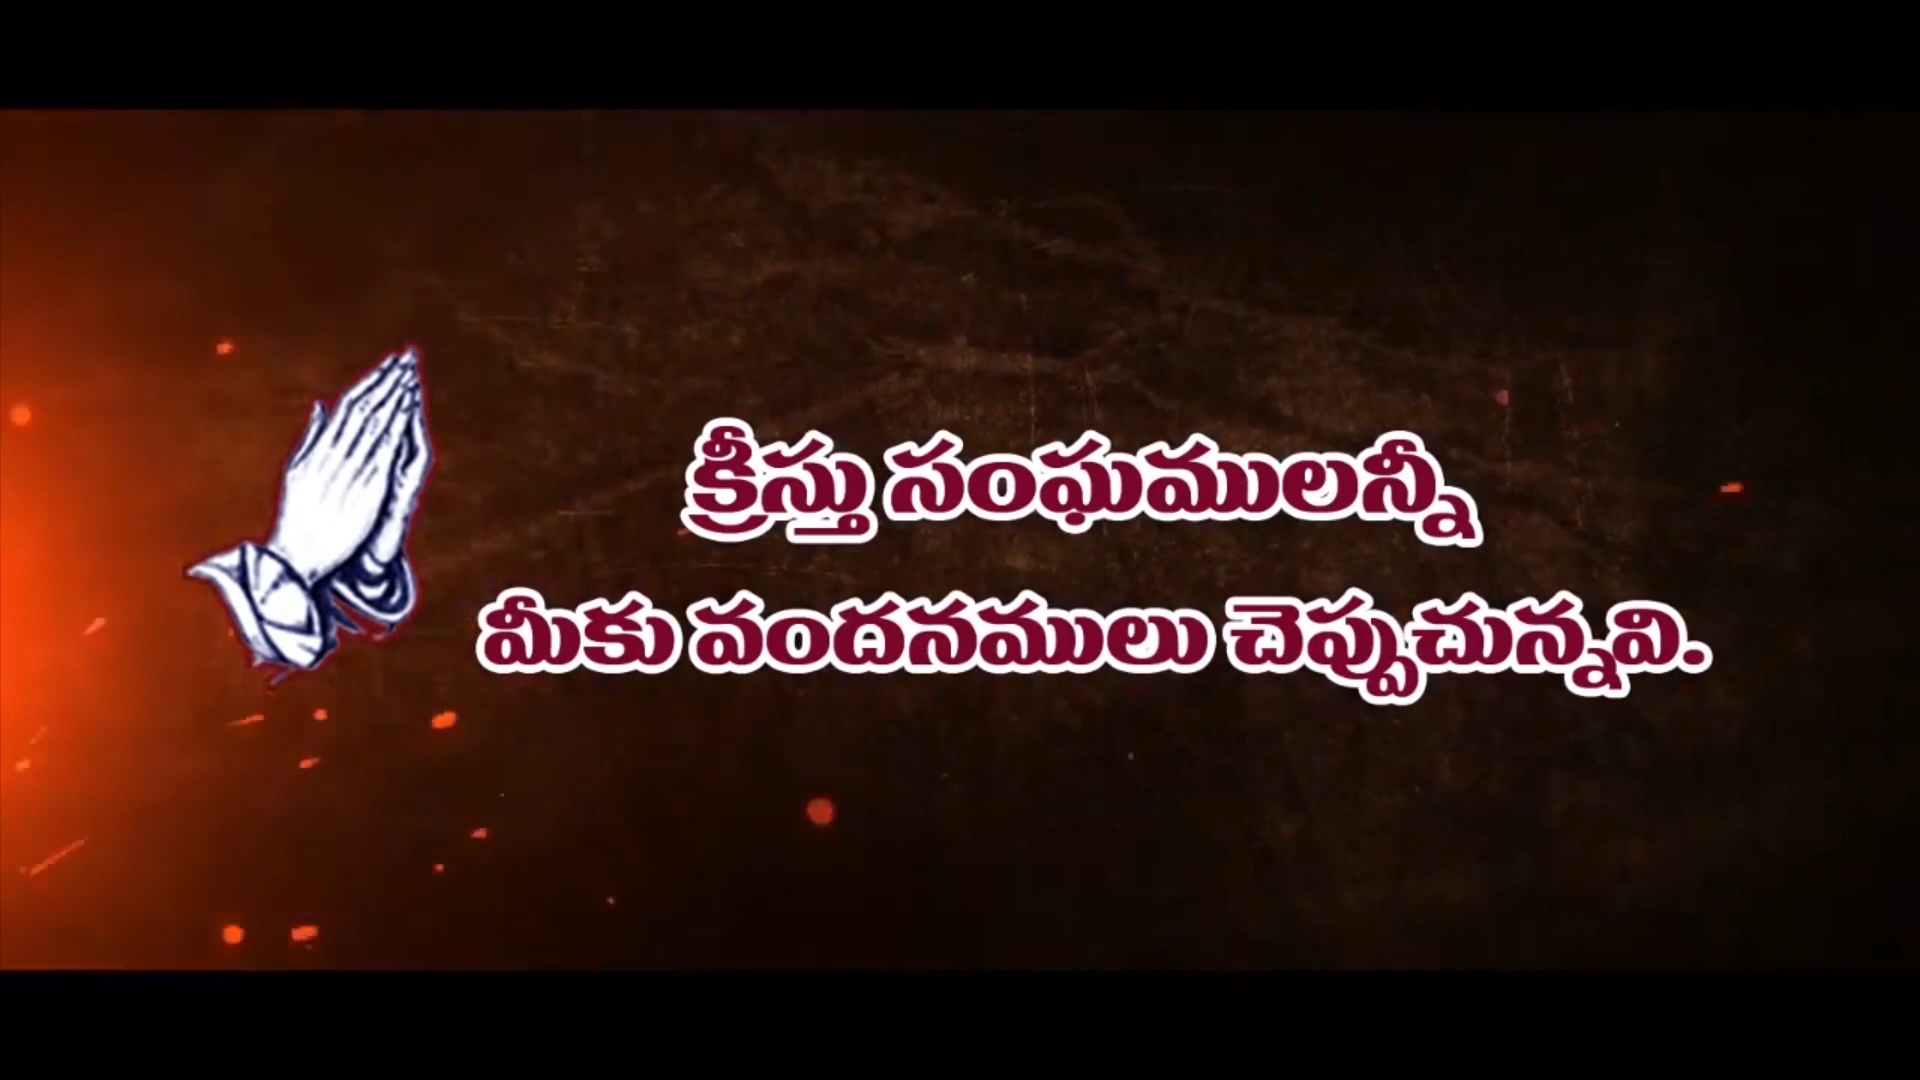 క్రీస్తు సంఘములన్నీ
మీకు వందనములు చెప్పుచున్నవి.